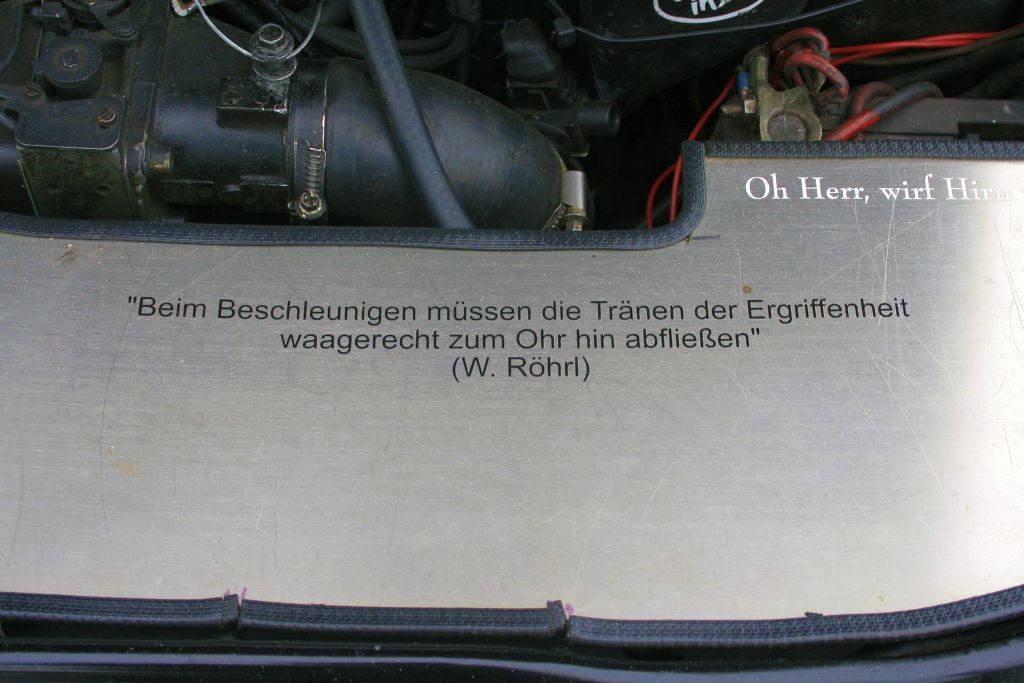 Oh Herr, wirf Hirn
"Beim Beschleunigen müssen die Tränen der Ergriffenheit
waagerecht zum Ohr hin abfließen"
(W. Röhrl)